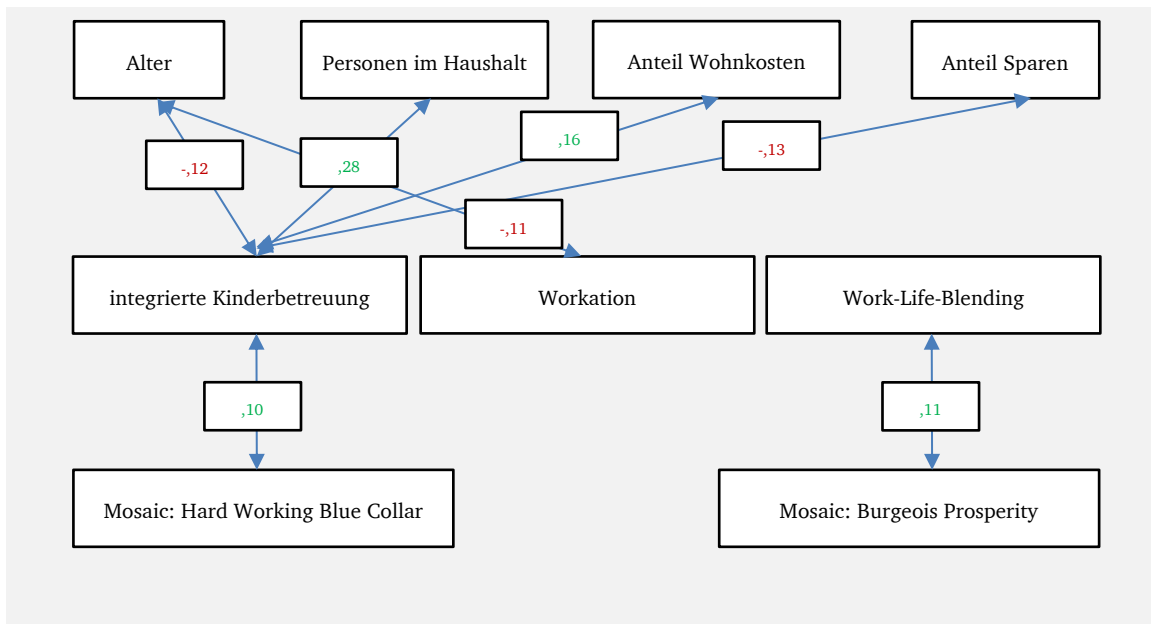 Alter
Personen im Haushalt
Anteil Wohnkosten
Anteil Sparen
-,12
,28
,16
-,13
-,11
integrierte Kinderbetreuung
Workation
Work-Life-Blending
,10
,11
Mosaic: Hard Working Blue Collar
Mosaic: Burgeois Prosperity